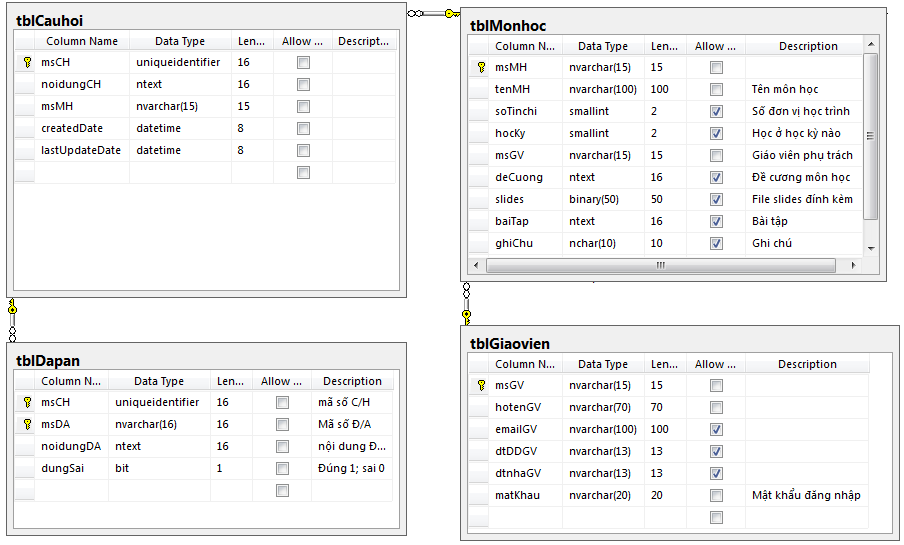 tblCauhoi
Column Name Data Type Len... Allow ... Descript...
msCH uniqueidentifier 16
noidungCH ntext 16
msMH nvarchar(15) 15
createdDate datetime 8
lastUpdateDate datetime 8
tblMonhoc
Column N... Data Type Len... Allow ... Description
msMH nvarchar(15) 15
tenMH nvarchar(100) 100 Tên môn học
soTinchi smallint 2 Số đơn vị học trình
hocKy smallint 2 Học ở học kỳ nào
msGV nvarchar(15) 15 Giáo viên phụ trách
deCuong ntext 16 Đề cương môn học
slides binary(50) 50 File slides đính kèm
baiTap ntext 16 Bài tập
ghiChu nchar(10) 10 Ghi chú
tblDapan
Column N... Data Type Len... Allow ... Description
msCH uniqueidentifier 16 mã số C/H
msDA nvarchar(16) 16 Mã số Đ/A
noidungDA ntext 16 nội dung Đ...
dungSai bit 1 Đúng 1; sai 0
tblGiaovien
Column N... Data Type Len... Allow ... Description
msGV nvarchar(15) 15
hotenGV nvarchar(70) 70
emailGV nvarchar(100) 100
dtDDGV nvarchar(13) 13
dtnhaGV nvarchar(13) 13
matKhau nvarchar(20) 20 Mật khẩu đăng nhập